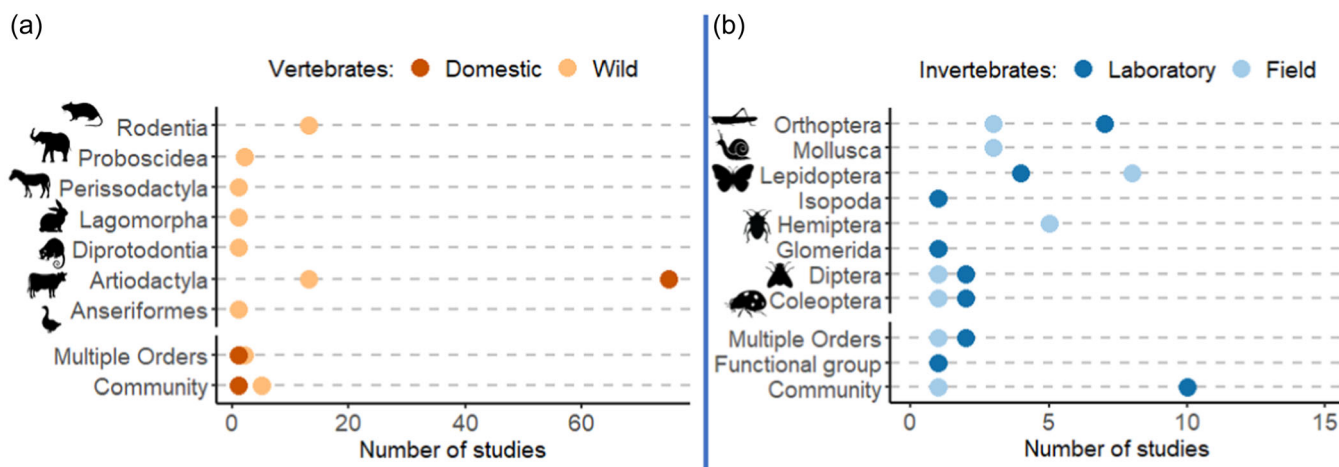 (a)
Vertebrates: Domestic Wild
Rodentia
Proboscidea
Perissodactyla
Lagomorpha
Diprotodontia
Artiodactyla
Anseriformes
Multiple Orders
Community
0 20 40 60
Number of studies
(b)
Invertebrates: Laboratory Field
Orthoptera
Mollusca
Lepidoptera
Isopoda
Hemiptera
Glomerida
Diptera
Coleoptera
Multiple Orders
Functional group
Community
0 5 10 15
Number of studies